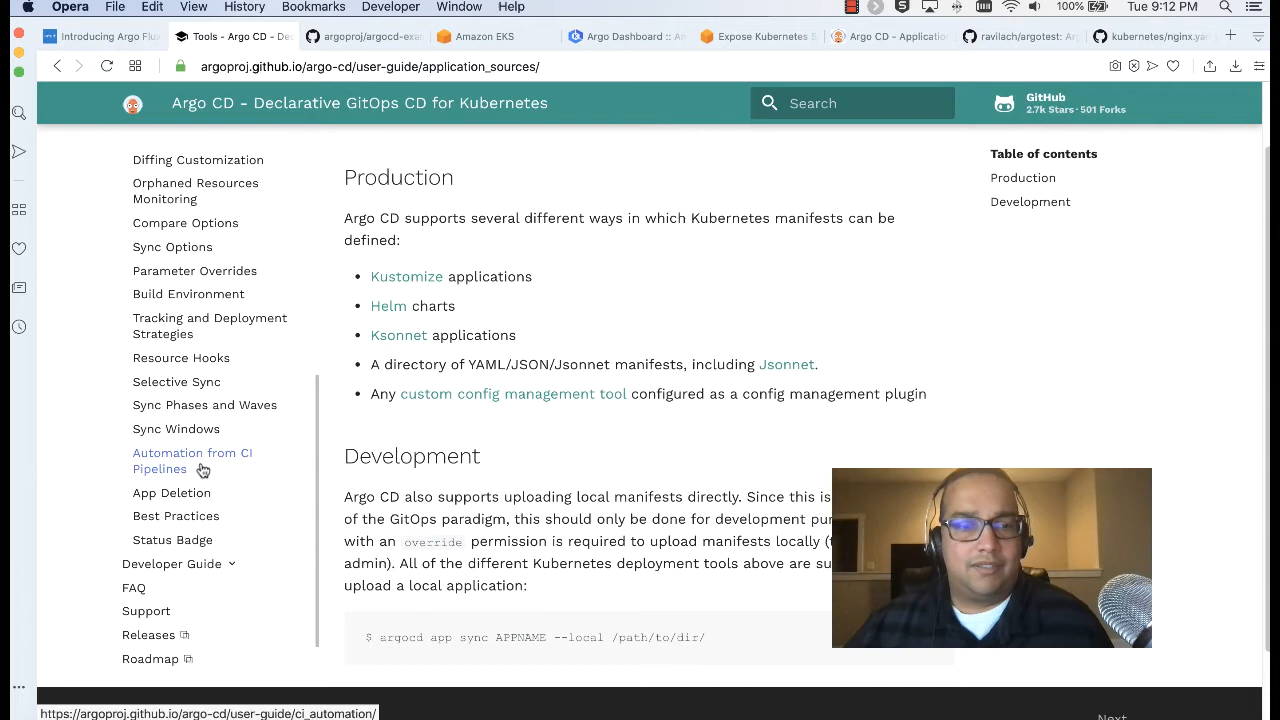 Opera File Edit View History Bookmarks Developer Window Help 100% Tue 9:12 PM
Introducing Argo Flux Tools - Argo CD - De argoproj/argocd-exa Amazon EKS Argo Dashboard :: A Expose Kubernetes S Argo CD - Application ravilach/argotest: Ar kubernetes/nginx.ya
argoproj.github.io/argo-cd/user-guide/application_sources/
Argo CD - Declarative GitOps CD for Kubernetes
Search
GitHub
2.7k Stars · 501 Forks
Diffing Customization
Orphaned Resources
Monitoring
Compare Options
Sync Options
Parameter Overrides
Build Environment
Tracking and Deployment
Strategies
Resource Hooks
Selective Sync
Sync Phases and Waves
Sync Windows
Automation from CI
Pipelines
App Deletion
Best Practices
Status Badge
Developer Guide
FAQ
Support
Releases
Roadmap
Production
Argo CD supports several different ways in which Kubernetes manifests can be
defined:
• Kustomize applications
• Helm charts
• Ksonnet applications
• A directory of YAML/JSON/Jsonnet manifests, including Jsonnet.
• Any custom config management tool configured as a config management plugin
Development
Argo CD also supports uploading local manifests directly. Since this is
of the GitOps paradigm, this should only be done for development pur
with an override permission is required to upload manifests locally (
admin). All of the different Kubernetes deployment tools above are su
upload a local application:
$ argocd app sync APPNAME --local /path/to/dir/
Table of contents
Production
Development
https://argoproj.github.io/argo-cd/user-guide/ci_automation/
Next